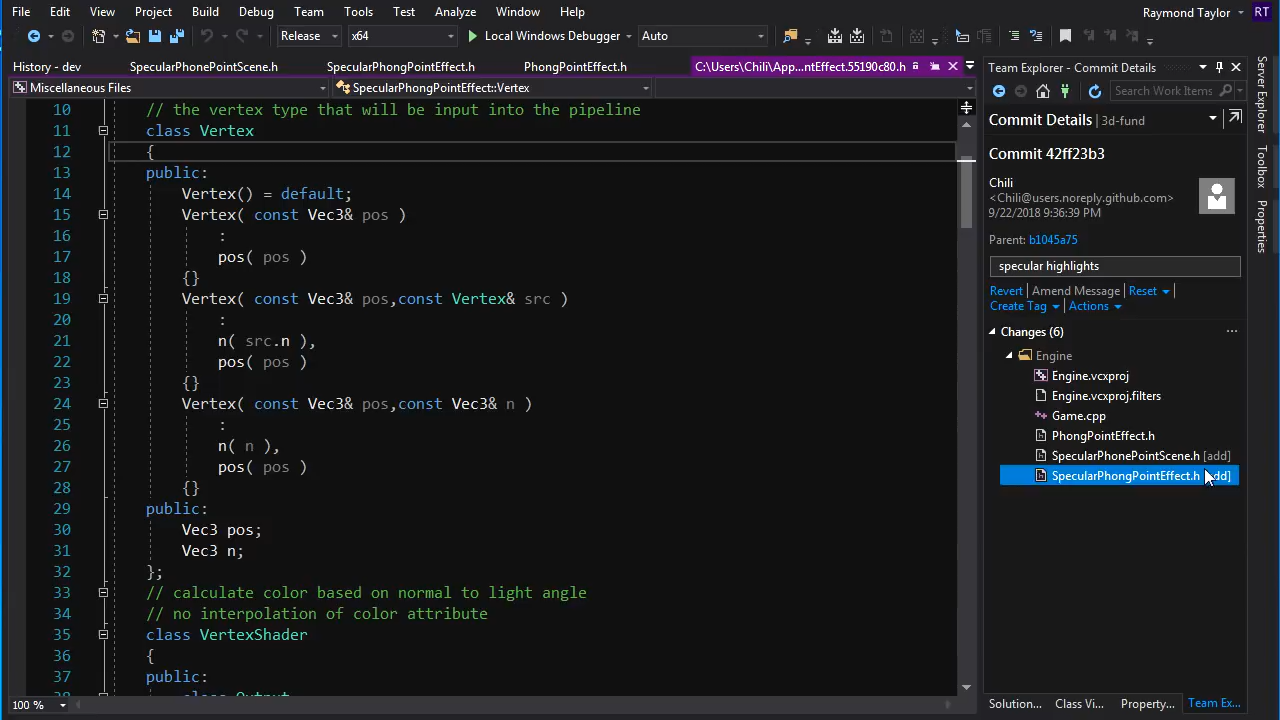 File Edit View Project Build Debug Team Tools Test Analyze Window Help Raymond Taylor RT
Release x64 Local Windows Debugger Auto
History - dev SpecularPhonePointScene.h SpecularPhongPointEffect.h PhongPointEffect.h C:\Users\Chili\App...ntEffect.55190c80.h
Miscellaneous Files SpecularPhongPointEffect::Vertex
10 // the vertex type that will be input into the pipeline
11 class Vertex
12 {
13 public:
14 Vertex() = default;
15 Vertex( const Vec3& pos )
16 :
17 pos( pos )
18 {}
19 Vertex( const Vec3& pos,const Vertex& src )
20 :
21 n( src.n ),
22 pos( pos )
23 {}
24 Vertex( const Vec3& pos,const Vec3& n )
25 :
26 n( n ),
27 pos( pos )
28 {}
29 public:
30 Vec3 pos;
31 Vec3 n;
32 };
33 // calculate color based on normal to light angle
34 // no interpolation of color attribute
35 class VertexShader
36 {
37 public:
38 class Output
100 %
Team Explorer - Commit Details
Search Work Items
Commit Details | 3d-fund
Commit 42ff23b3
Chili
<Chili@users.noreply.github.com>
9/22/2018 9:36:39 PM
Parent: b1045a75
specular highlights
Revert | Amend Message | Reset |
Create Tag | Actions
Changes (6) ...
Engine
Engine.vcxproj
Engine.vcxproj.filters
Game.cpp
PhongPointEffect.h
SpecularPhonePointScene.h [add]
SpecularPhongPointEffect.h [add]
Solution... Class Vi... Property... Team Ex...
Server Explorer
Toolbox
Properties